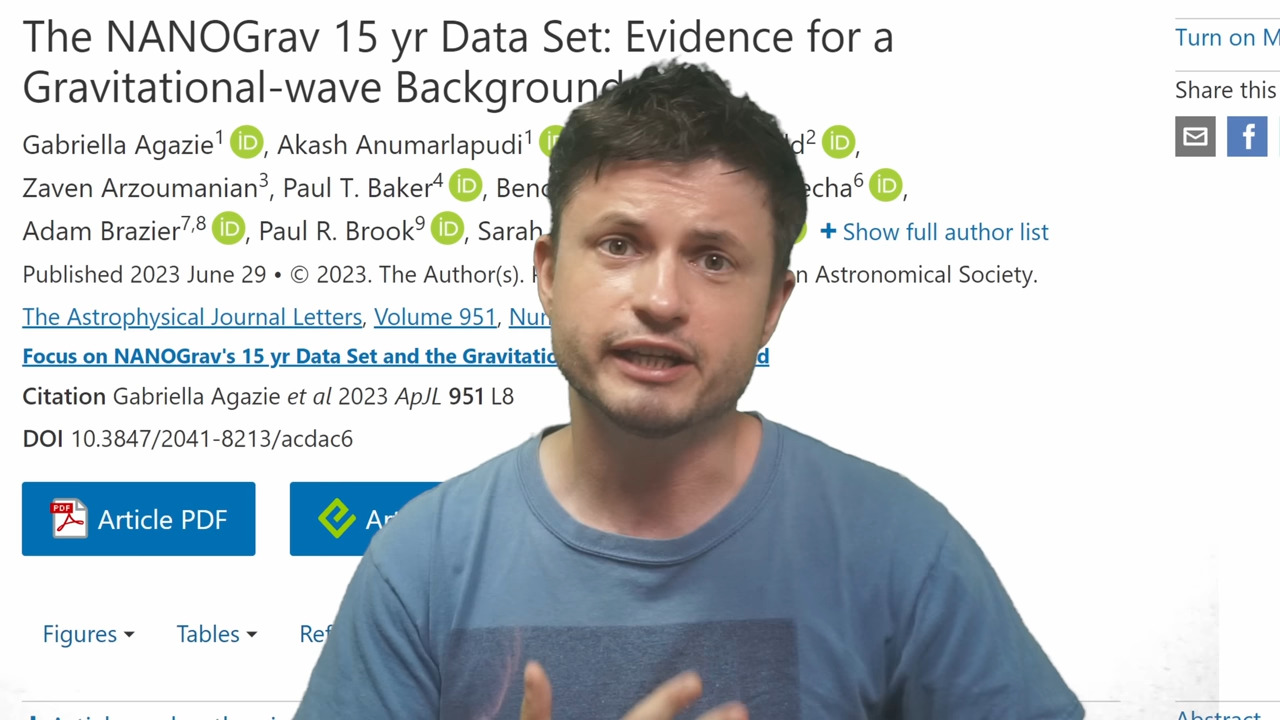 The NANOGrav 15 yr Data Set: Evidence for a
Turn on
Gravitational-wave Background
Share this
Gabriella Agazie1 iD, Akash Anumarlapudi1 iD,
Zaven Arzoumanian3, Paul T. Baker4 iD,
Adam Brazier7,8 iD, Paul R. Brook9 iD, Sarah + Show full author list
Published 2023 June 29 • © 2023. The Author(s). Astronomical Society.
The Astrophysical Journal Letters, Volume 951,
Focus on NANOGrav's 15 yr Data Set and the
Citation Gabriella Agazie et al 2023 ApJL 951 L8
DOI 10.3847/2041-8213/acdac6
PDF Article PDF
Figures Tables
Abstract